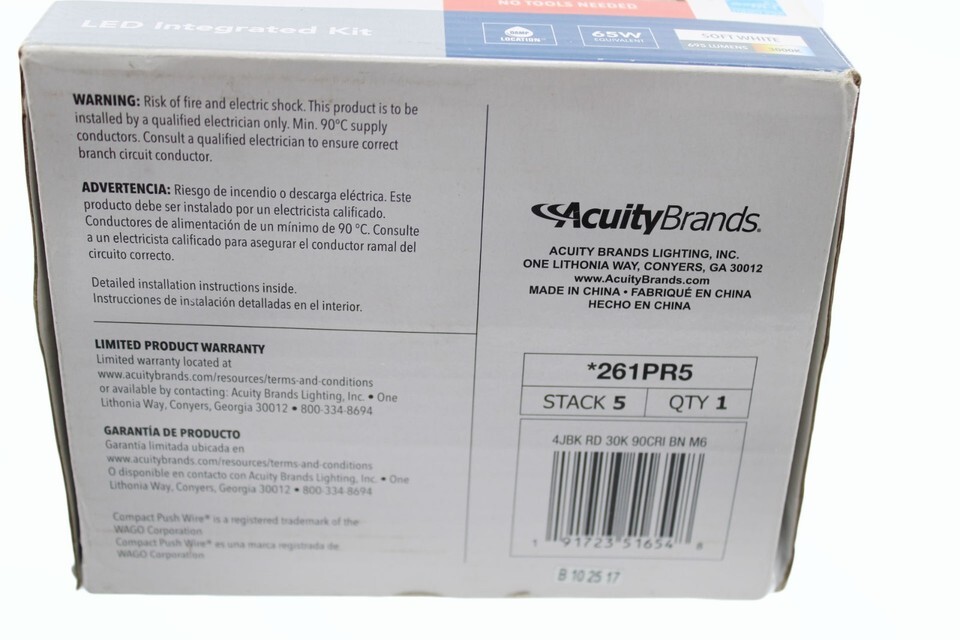 NO TOOLS NEEDED
LED Integrated Kit
DAMP
LOCATION
65W
EQUIVALENT
SOFT WHITE
695 LUMENS
3000K
WARNING: Risk of fire and electric shock. This product is to be
installed by a qualified electrician only. Min. 90°C supply
conductors. Consult a qualified electrician to ensure correct
branch circuit conductor.
ADVERTENCIA: Riesgo de incendio o descarga eléctrica. Este
producto debe ser instalado por un electricista calificado.
Conductores de alimentación de un mínimo de 90 °C. Consulte
a un electricista calificado para asegurar el conductor ramal del
circuito correcto.
Detailed installation instructions inside.
Instrucciones de instalación detalladas en el interior.
LIMITED PRODUCT WARRANTY
Limited warranty located at
www.acuitybrands.com/resources/terms-and-conditions
or available by contacting: Acuity Brands Lighting, Inc. • One
Lithonia Way, Conyers, Georgia 30012 • 800-334-8694
GARANTÍA DE PRODUCTO
Garantía limitada ubicada en
www.acuitybrands.com/resources/terms-and-conditions
O disponible en contacto con Acuity Brands Lighting, Inc. • One
Lithonia Way, Conyers, Georgia 30012 • 800-334-8694
Compact Push Wire® is a registered trademark of the
WAGO Corporation
Compact Push Wire® es una marca registrada de
WAGO Corporation
AcuityBrands.
ACUITY BRANDS LIGHTING, INC.
ONE LITHONIA WAY, CONYERS, GA 30012
www.AcuityBrands.com
MADE IN CHINA • FABRIQUÉ EN CHINA
HECHO EN CHINA
*261PR5
STACK 5 QTY 1
4JBK RD 30K 90CRI BN M6
1 91723 51654 8
B 10 25 17